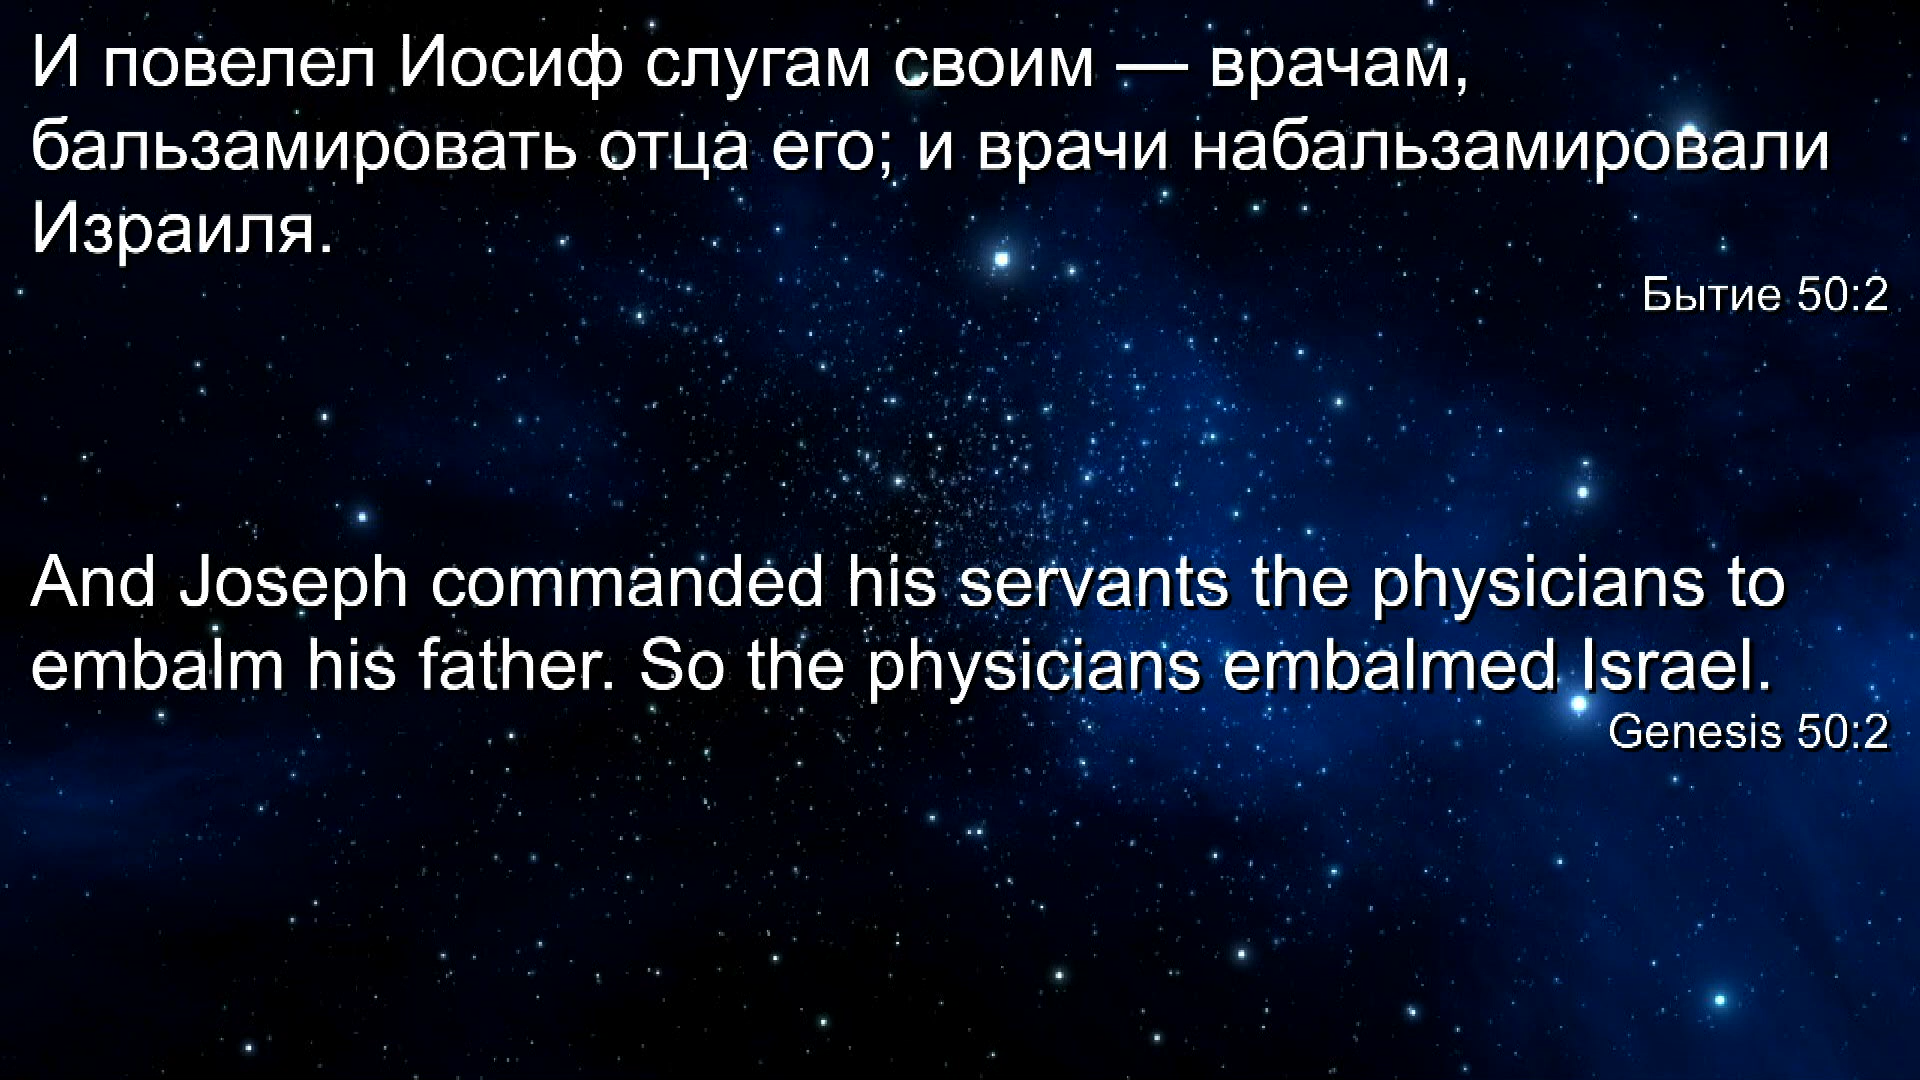 И повелел Иосиф слугам своим — врачам,
бальзамировать отца его; и врачи набальзамировали
Израиля.
Бытие 50:2
And Joseph commanded his servants the physicians to
embalm his father. So the physicians embalmed Israel.
Genesis 50:2